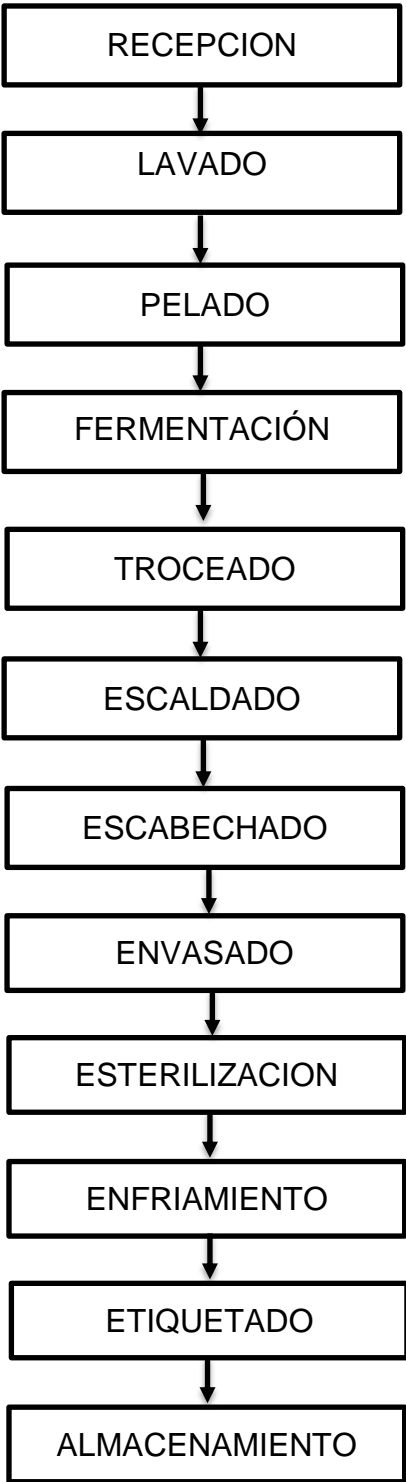 RECEPCION
LAVADO
PELADO
FERMENTACIÓN
TROCEADO
ESCALDADO
ESCABECHADO
ENVASADO
ESTERILIZACION
ENFRIAMIENTO
ETIQUETADO
ALMACENAMIENTO